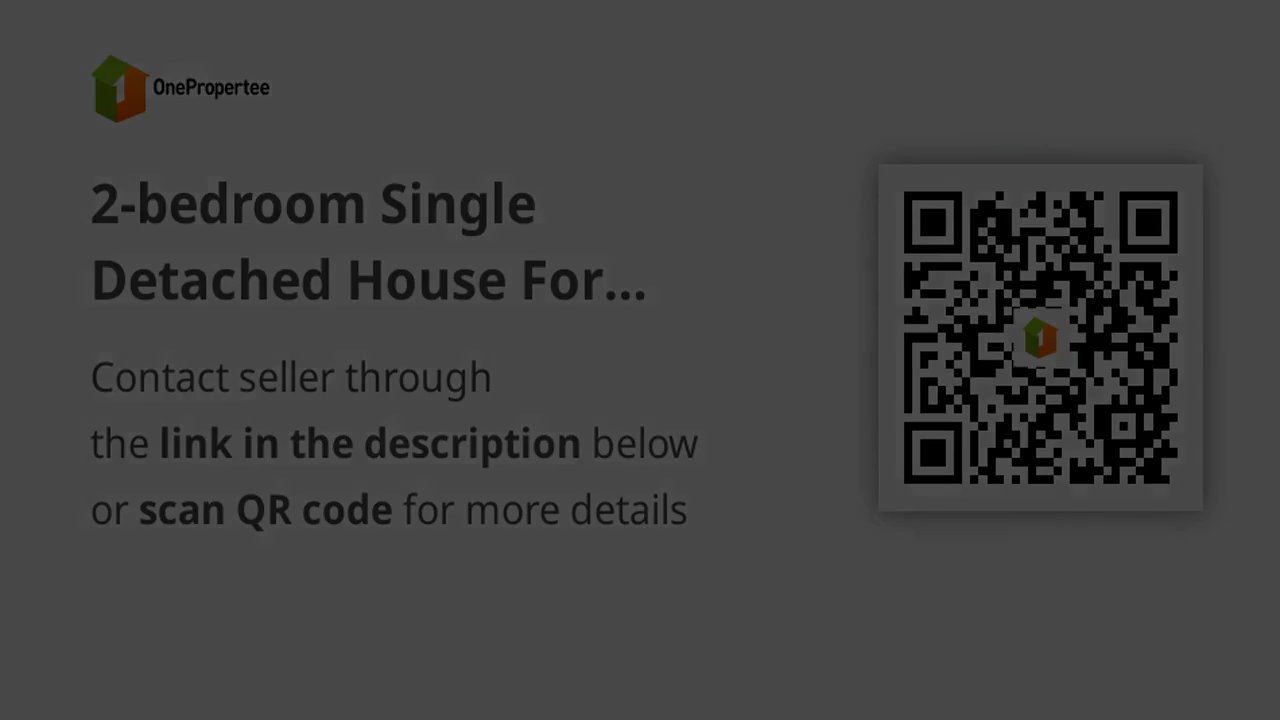 OnePropertee
2-bedroom Single
Detached House For...
Contact seller through
the link in the description below
or scan QR code for more details